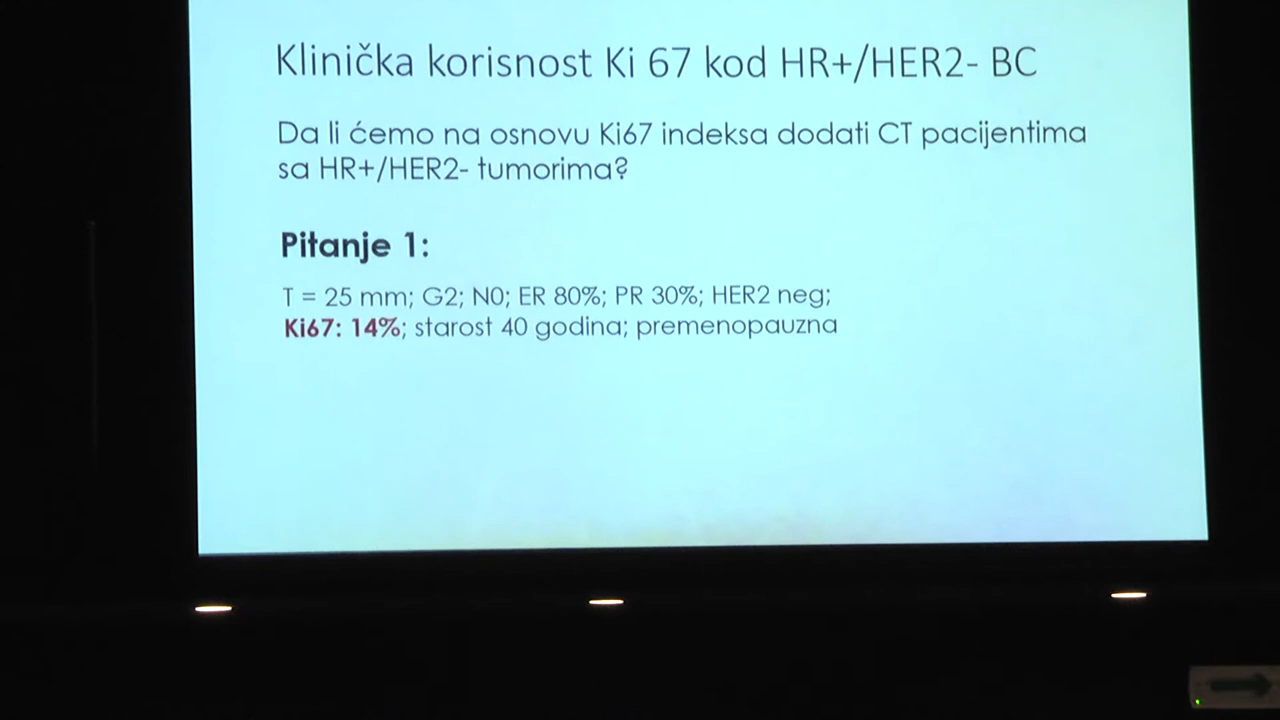 Klinička korisnost Ki 67 kod HR+/HER2- BC
Da li ćemo na osnovu Ki67 indeksa dodati CT pacijentima
sa HR+/HER2- tumorima?
Pitanje 1:
T = 25 mm; G2; N0; ER 80%; PR 30%; HER2 neg;
Ki67: 14%; starost 40 godina; premenopauzna